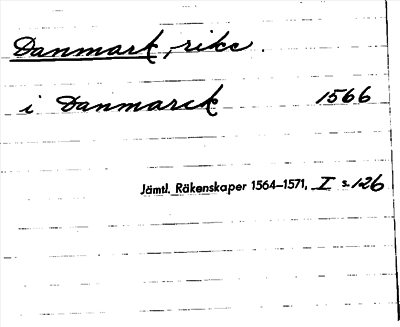 Danmark, rike.
i Danmarck 1566
Jämtl. Räkenskaper 1564–1571, I s. 126